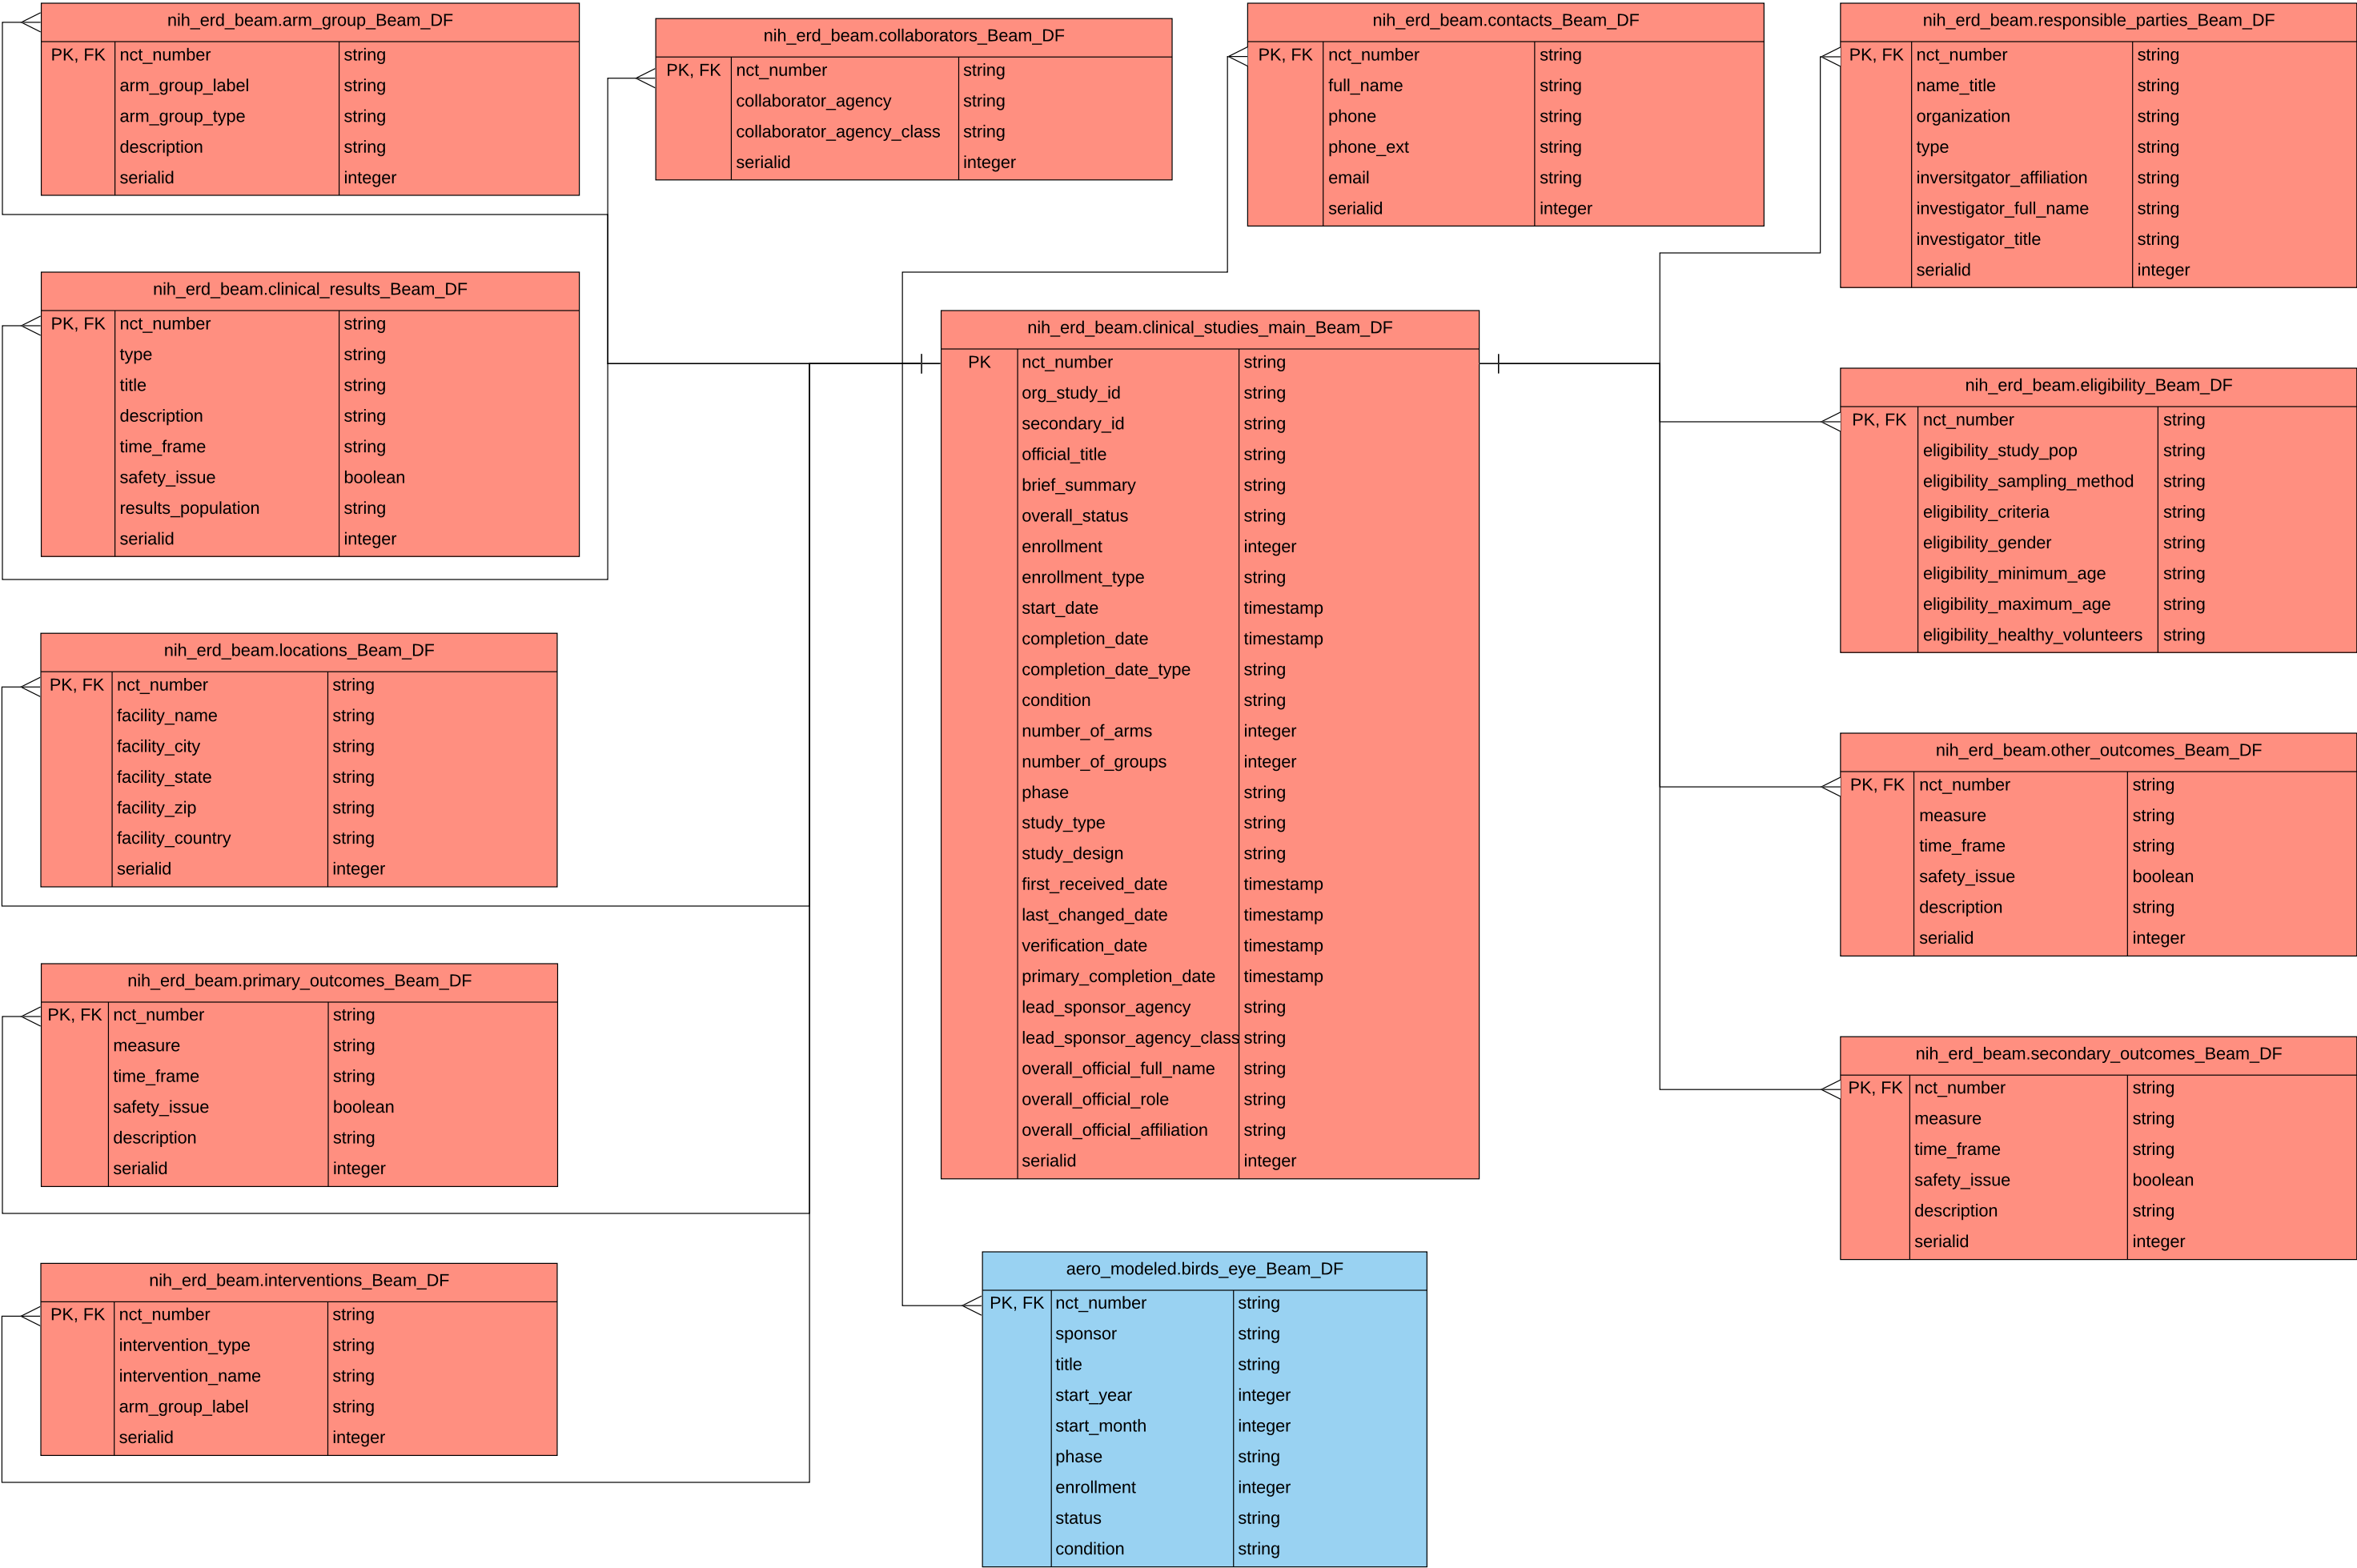 nih_erd_beam.arm_group_Beam_DF
PK, FK nct_number string
arm_group_label string
arm_group_type string
description string
serialid integer
nih_erd_beam.collaborators_Beam_DF
PK, FK nct_number string
collaborator_agency string
collaborator_agency_class string
serialid integer
nih_erd_beam.contacts_Beam_DF
PK, FK nct_number string
full_name string
phone string
phone_ext string
email string
serialid integer
nih_erd_beam.responsible_parties_Beam_DF
PK, FK nct_number string
name_title string
organization string
type string
inversitgator_affiliation string
investigator_full_name string
investigator_title string
serialid integer
nih_erd_beam.clinical_results_Beam_DF
PK, FK nct_number string
type string
title string
description string
time_frame string
safety_issue boolean
results_population string
serialid integer
nih_erd_beam.clinical_studies_main_Beam_DF
PK nct_number string
org_study_id string
secondary_id string
official_title string
brief_summary string
overall_status string
enrollment integer
enrollment_type string
start_date timestamp
completion_date timestamp
completion_date_type string
condition string
number_of_arms integer
number_of_groups integer
phase string
study_type string
study_design string
first_received_date timestamp
last_changed_date timestamp
verification_date timestamp
primary_completion_date timestamp
lead_sponsor_agency string
lead_sponsor_agency_class string
overall_official_full_name string
overall_official_role string
overall_official_affiliation string
serialid integer
nih_erd_beam.eligibility_Beam_DF
PK, FK nct_number string
eligibility_study_pop string
eligibility_sampling_method string
eligibility_criteria string
eligibility_gender string
eligibility_minimum_age string
eligibility_maximum_age string
eligibility_healthy_volunteers string
nih_erd_beam.locations_Beam_DF
PK, FK nct_number string
facility_name string
facility_city string
facility_state string
facility_zip string
facility_country string
serialid integer
nih_erd_beam.other_outcomes_Beam_DF
PK, FK nct_number string
measure string
time_frame string
safety_issue boolean
description string
serialid integer
nih_erd_beam.primary_outcomes_Beam_DF
PK, FK nct_number string
measure string
time_frame string
safety_issue boolean
description string
serialid integer
nih_erd_beam.secondary_outcomes_Beam_DF
PK, FK nct_number string
measure string
time_frame string
safety_issue boolean
description string
serialid integer
nih_erd_beam.interventions_Beam_DF
PK, FK nct_number string
intervention_type string
intervention_name string
arm_group_label string
serialid integer
aero_modeled.birds_eye_Beam_DF
PK, FK nct_number string
sponsor string
title string
start_year integer
start_month integer
phase string
enrollment integer
status string
condition string